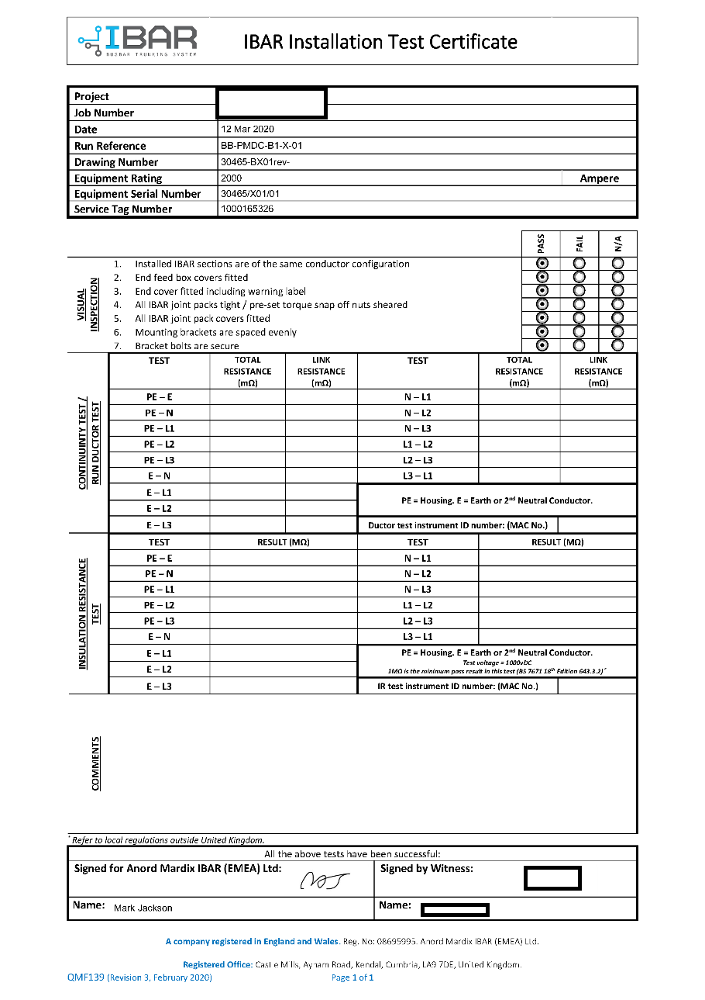 IBAR
BUSBAR TRUNKING SYSTEM
IBAR Installation Test Certificate
Project
Job Number
Date 12 Mar 2020
Run Reference BB-PMDC-B1-X-01
Drawing Number 30465-BX01rev-
Equipment Rating 2000 Ampere
Equipment Serial Number 30465/X01/01
Service Tag Number 1000165326
PASS FAIL N/A
VISUAL INSPECTION
1. Installed IBAR sections are of the same conductor configuration
2. End feed box covers fitted
3. End cover fitted including warning label
4. All IBAR joint packs tight / pre-set torque snap off nuts sheared
5. All IBAR joint pack covers fitted
6. Mounting brackets are spaced evenly
7. Bracket bolts are secure
CONTINUINTY TEST / RUN DUCTOR TEST
TEST TOTAL RESISTANCE (mΩ) LINK RESISTANCE (mΩ) TEST TOTAL RESISTANCE (mΩ) LINK RESISTANCE (mΩ)
PE – E N – L1
PE – N N – L2
PE – L1 N – L3
PE – L2 L1 – L2
PE – L3 L2 – L3
E – N L3 – L1
E – L1
PE = Housing. E = Earth or 2nd Neutral Conductor.
E – L2
E – L3 Ductor test instrument ID number: (MAC No.)
INSULATION RESISTANCE TEST
TEST RESULT (MΩ) TEST RESULT (MΩ)
PE – E N – L1
PE – N N – L2
PE – L1 N – L3
PE – L2 L1 – L2
PE – L3 L2 – L3
E – N L3 – L1
E – L1 PE = Housing. E = Earth or 2nd Neutral Conductor.
Test voltage = 1000vDC
E – L2 1MΩ is the minimum pass result in this test (BS 7671 18th Edition 643.3.2)*
E – L3 IR test instrument ID number: (MAC No.)
COMMENTS
* Refer to local regulations outside United Kingdom.
All the above tests have been successful:
Signed for Anord Mardix IBAR (EMEA) Ltd: Signed by Witness:
Name: Mark Jackson Name:
A company registered in England and Wales. Reg. No: 08695995. Anord Mardix IBAR (EMEA) Ltd.
Registered Office: Castle Mills, Aynam Road, Kendal, Cumbria, LA9 7DE, United Kingdom.
QMF139 (Revision 3, February 2020) Page 1 of 1